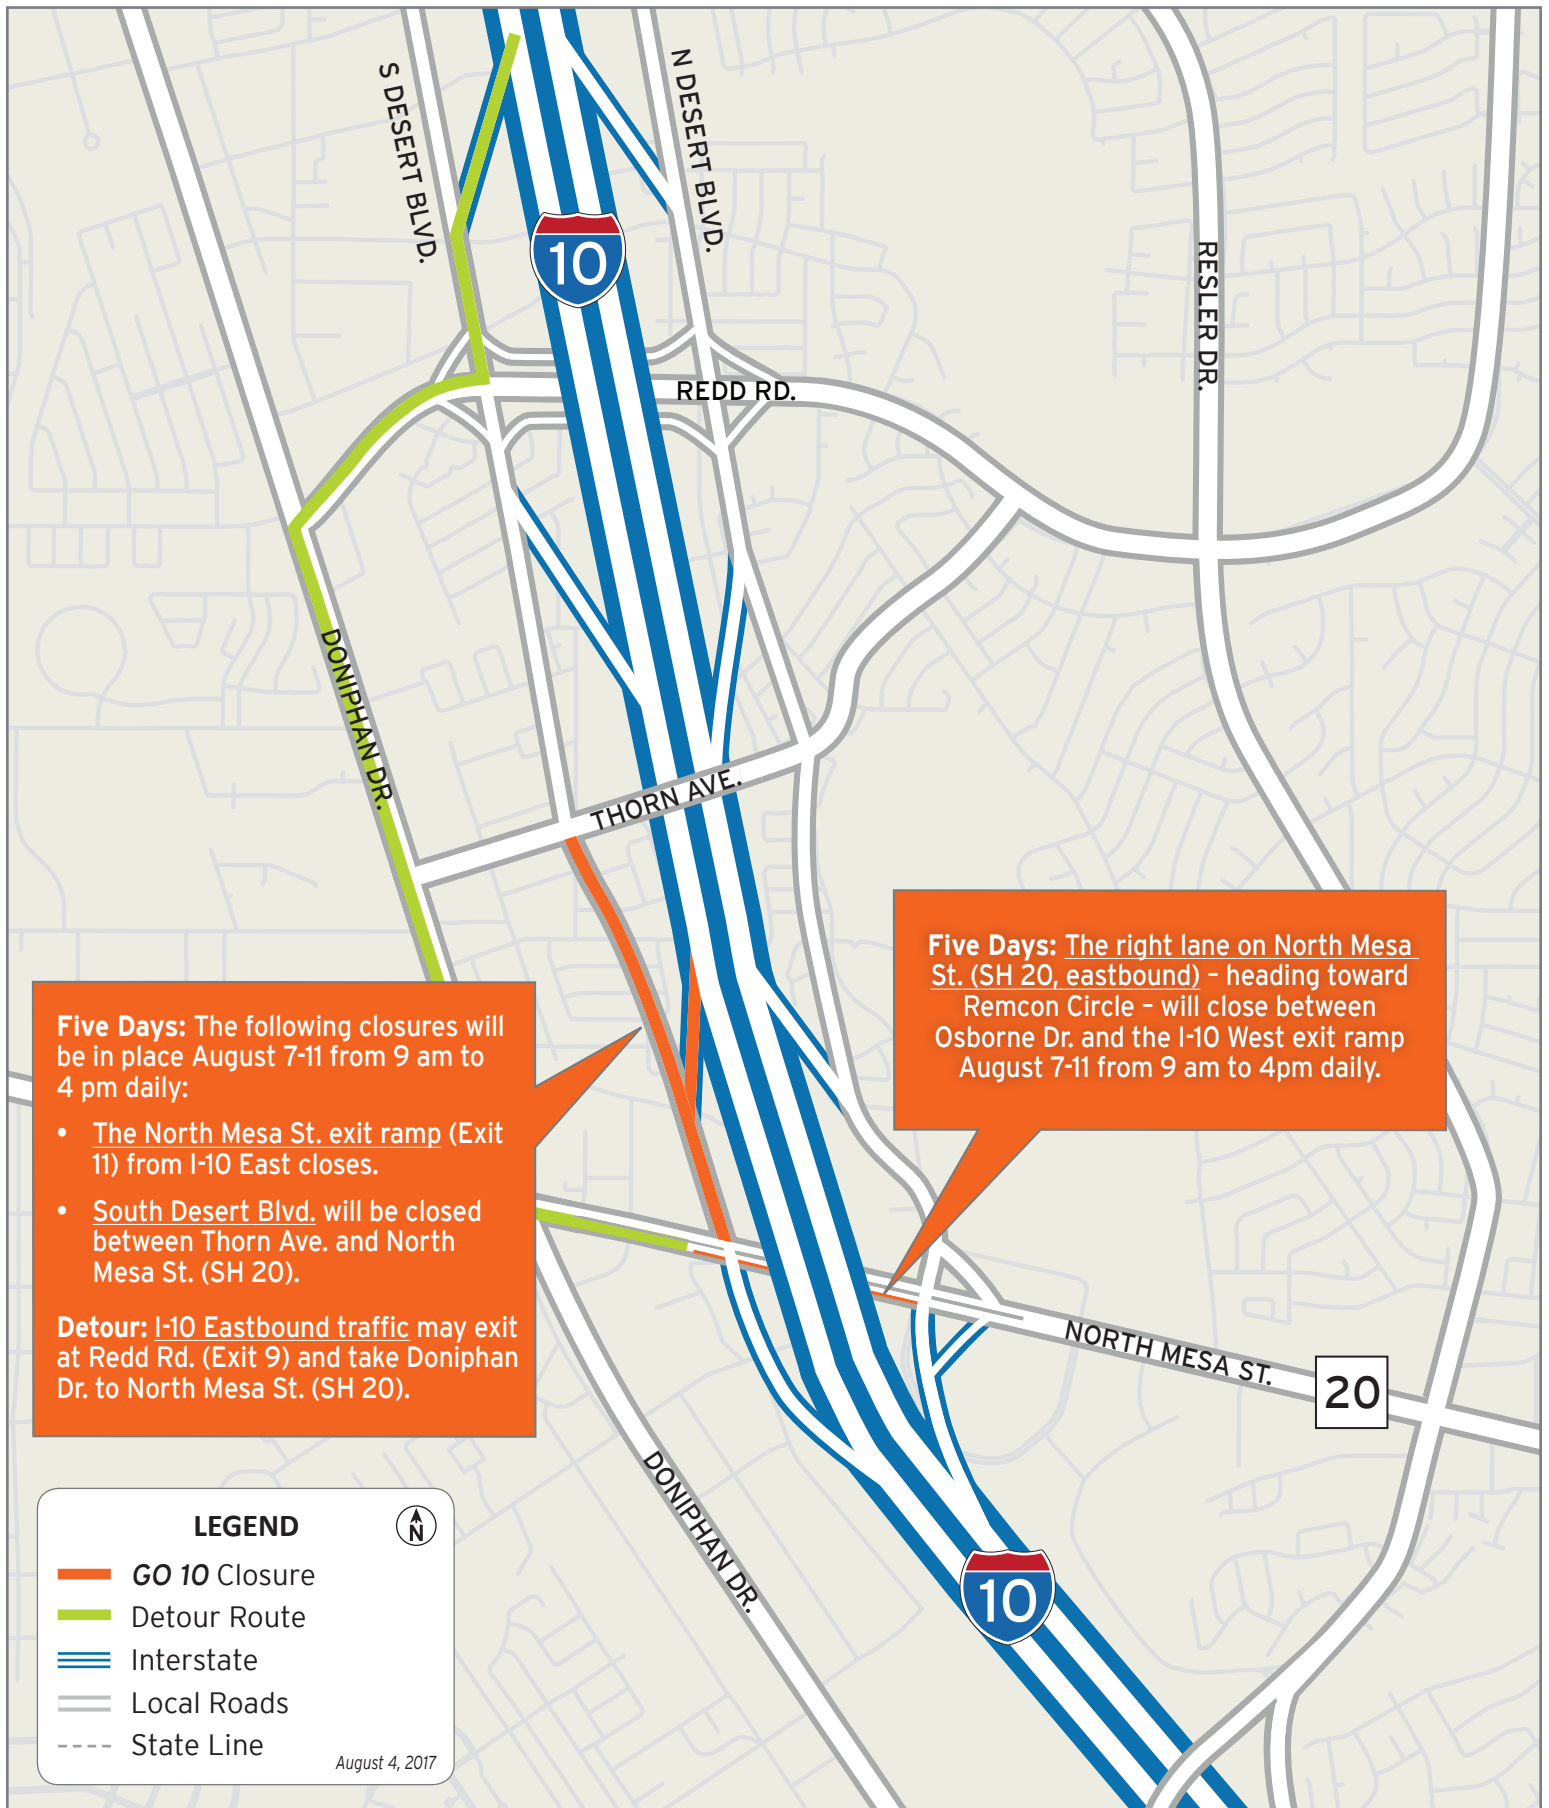 S DESERT BLVD.
N DESERT BLVD.
10
RESLER DR.
REDD RD.
DONIPHAN DR.
THORN AVE.
Five Days: The right lane on North Mesa
St. (SH 20, eastbound) – heading toward
Remcon Circle – will close between
Osborne Dr. and the I-10 West exit ramp
August 7-11 from 9 am to 4pm daily.
Five Days: The following closures will
be in place August 7-11 from 9 am to
4 pm daily:
• The North Mesa St. exit ramp (Exit
11) from I-10 East closes.
• South Desert Blvd. will be closed
between Thorn Ave. and North
Mesa St. (SH 20).
Detour: I-10 Eastbound traffic may exit
at Redd Rd. (Exit 9) and take Doniphan
Dr. to North Mesa St. (SH 20).
NORTH MESA ST.
20
DONIPHAN DR.
10
LEGEND
N
GO 10 Closure
Detour Route
Interstate
Local Roads
State Line
August 4, 2017